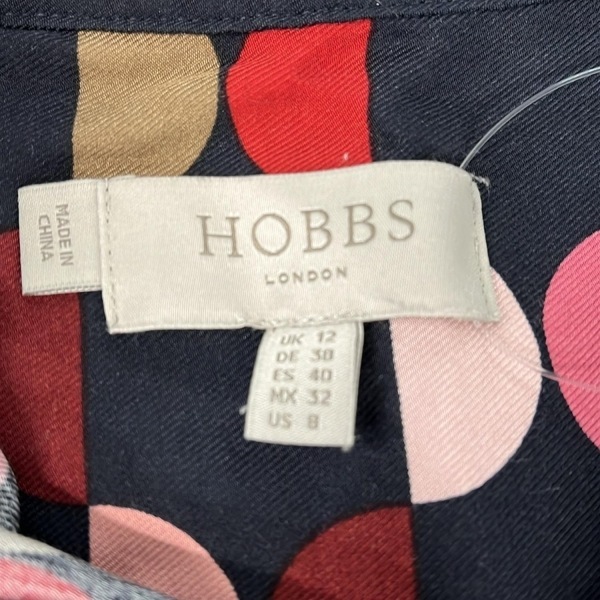 MADE IN
CHINA
HOBBS
LONDON
UK 12
DE 38
ES 40
MX 32
US 8